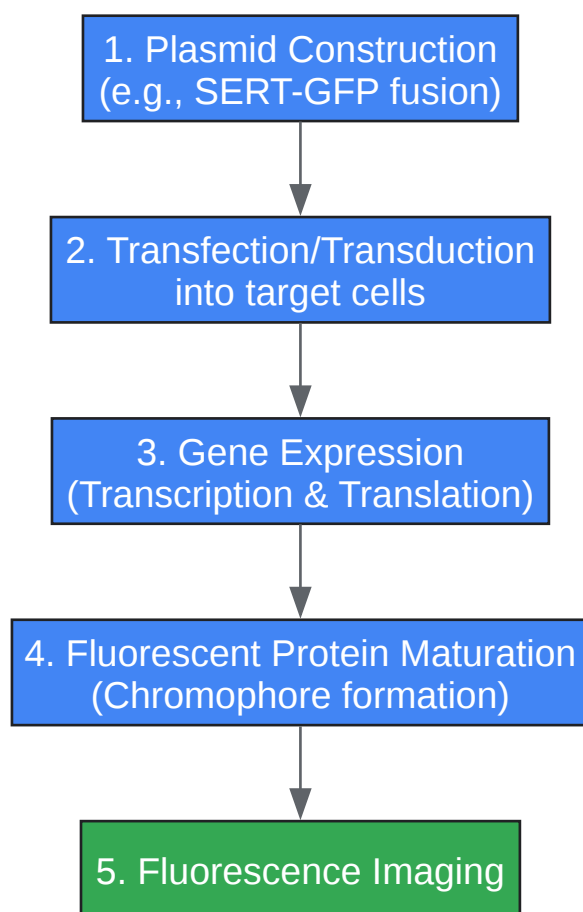 1. Plasmid Construction
(e.g., SERT-GFP fusion)
2. Transfection/Transduction
into target cells
3. Gene Expression
(Transcription & Translation)
4. Fluorescent Protein Maturation
(Chromophore formation)
5. Fluorescence Imaging